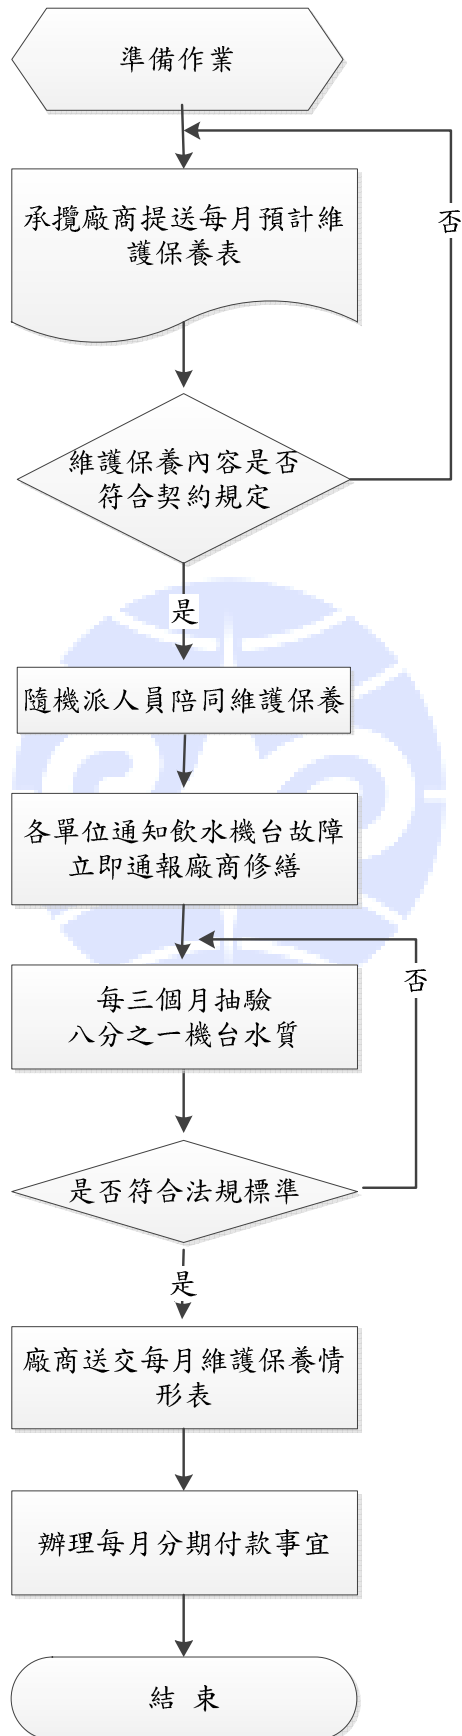 準備作業
承攬廠商提送每月預計維
護保養表
否
維護保養內容是否
符合契約規定
是
隨機派人員陪同維護保養
各單位通知飲水機台故障
立即通報廠商修繕
每三個月抽驗
八分之一機台水質
否
是否符合法規標準
是
廠商送交每月維護保養情
形表
辦理每月分期付款事宜
結 束